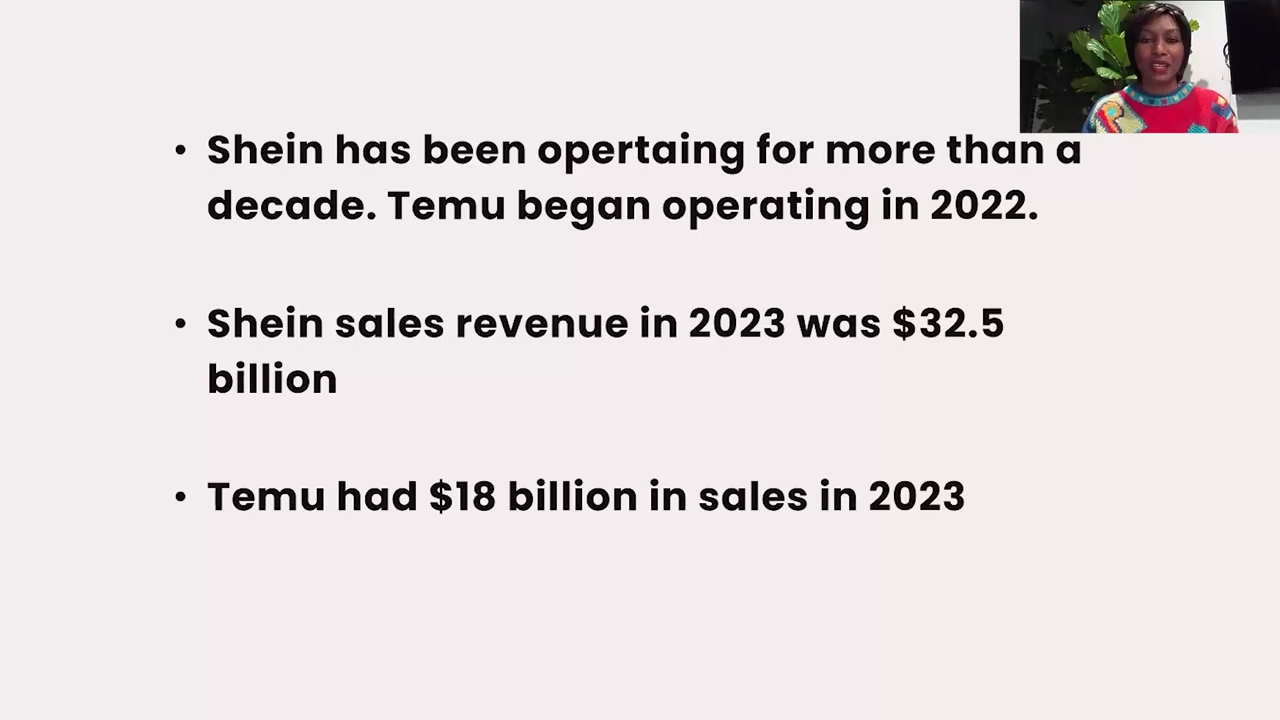 • Shein has been opertaing for more than a
decade. Temu began operating in 2022.
• Shein sales revenue in 2023 was $32.5
billion
• Temu had $18 billion in sales in 2023